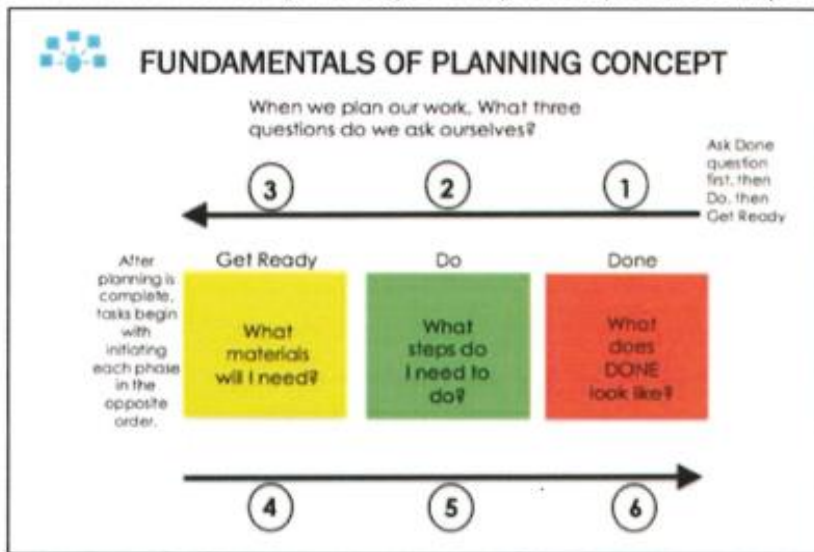 FUNDAMENTALS OF PLANNING CONCEPT
When we plan our work, What three
questions do we ask ourselves?
Ask Done
question
first, then
Do, then
Get Ready
3
2
1
After
planning is
complete,
tasks begin
with
initiating
each phase
in the
opposite
order.
Get Ready
Do
Done
What
materials
will I need?
What
steps do
I need to
do?
What
does
DONE
look like?
4
5
6